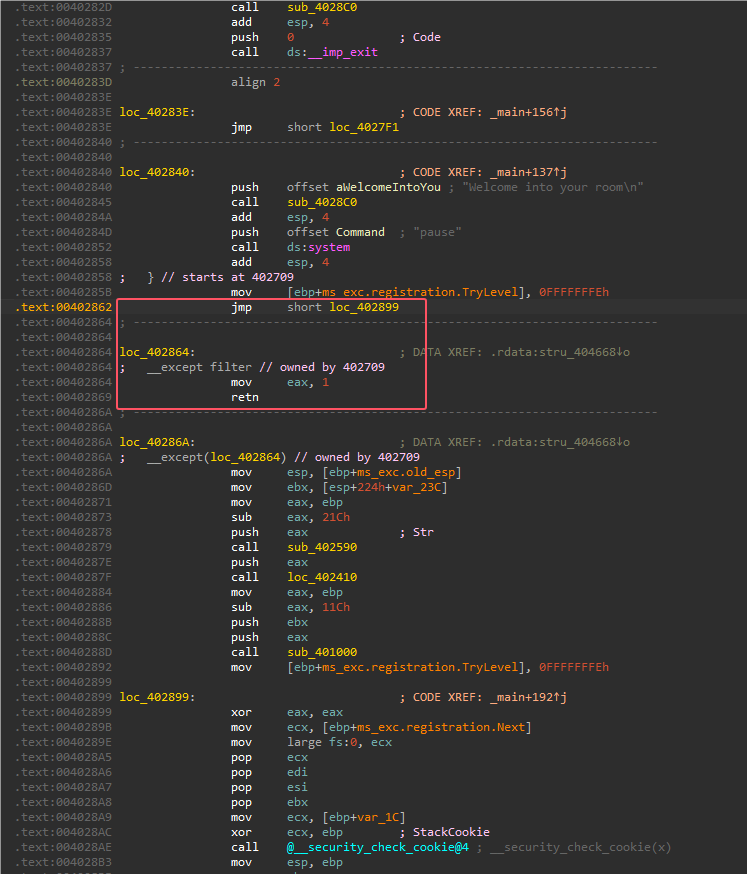 .text:0040282D call sub_4028C0
.text:00402832 add esp, 4
.text:00402835 push 0 ; Code
.text:00402837 call ds:__imp_exit
.text:00402837 ; ---------------------------------------------------------------------------
.text:0040283D align 2
.text:0040283E
.text:0040283E loc_40283E: ; CODE XREF: _main+156↑j
.text:0040283E jmp short loc_4027F1
.text:00402840 ; ---------------------------------------------------------------------------
.text:00402840
.text:00402840 loc_402840: ; CODE XREF: _main+137↑j
.text:00402840 push offset aWelcomeIntoYou ; "Welcome into your room\n"
.text:00402845 call sub_4028C0
.text:0040284A add esp, 4
.text:0040284D push offset Command ; "pause"
.text:00402852 call ds:system
.text:00402858 add esp, 4
.text:00402858 ; } // starts at 402709
.text:0040285B mov [ebp+ms_exc.registration.TryLevel], 0FFFFFFFEh
.text:00402862 jmp short loc_402899
.text:00402864 ; ---------------------------------------------------------------------------
.text:00402864
.text:00402864 loc_402864: ; DATA XREF: .rdata:stru_404668↓o
.text:00402864 ; __except filter // owned by 402709
.text:00402864 mov eax, 1
.text:00402869 retn
.text:0040286A ; ---------------------------------------------------------------------------
.text:0040286A
.text:0040286A loc_40286A: ; DATA XREF: .rdata:stru_404668↓o
.text:0040286A ; __except(loc_402864) // owned by 402709
.text:0040286A mov esp, [ebp+ms_exc.old_esp]
.text:0040286D mov ebx, [esp+224h+var_23C]
.text:00402871 mov eax, ebp
.text:00402873 sub eax, 21Ch
.text:00402878 push eax ; Str
.text:00402879 call sub_402590
.text:0040287E push eax
.text:0040287F call loc_402410
.text:00402884 mov eax, ebp
.text:00402886 sub eax, 11Ch
.text:0040288B push ebx
.text:0040288C push eax
.text:0040288D call sub_401000
.text:00402892 mov [ebp+ms_exc.registration.TryLevel], 0FFFFFFFEh
.text:00402899
.text:00402899 loc_402899: ; CODE XREF: _main+192↑j
.text:00402899 xor eax, eax
.text:0040289B mov ecx, [ebp+ms_exc.registration.Next]
.text:0040289E mov large fs:0, ecx
.text:004028A5 pop ecx
.text:004028A6 pop edi
.text:004028A7 pop esi
.text:004028A8 pop ebx
.text:004028A9 mov ecx, [ebp+var_1C]
.text:004028AC xor ecx, ebp ; StackCookie
.text:004028AE call @__security_check_cookie@4 ; __security_check_cookie(x)
.text:004028B3 mov esp, ebp